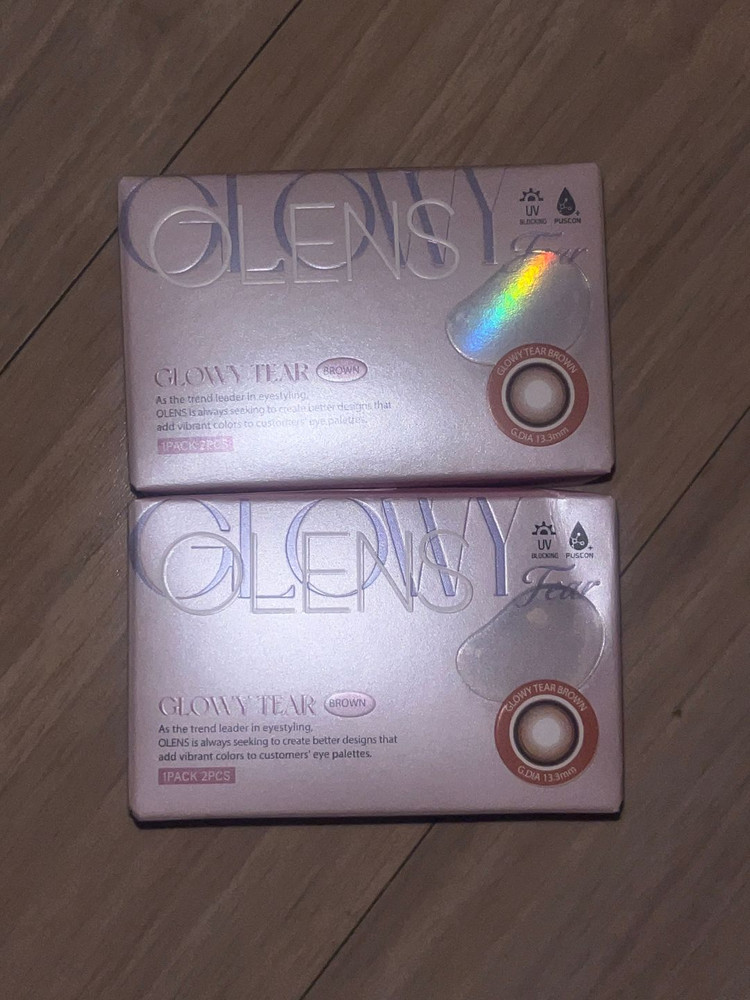 GLOWY
OLENS
Tear
UV
BLOCKING
PUSCON
GLOWY TEAR BROWN
As the trend leader in eyestyling,
OLENS is always seeking to create better designs that
add vibrant colors to customers' eye palettes.
1PACK 2PCS
GLOWY TEAR BROWN
G.DIA 13.3mm
GLOWY
OLENS
Tear
UV
BLOCKING
PUSCON
GLOWY TEAR BROWN
As the trend leader in eyestyling,
OLENS is always seeking to create better designs that
add vibrant colors to customers' eye palettes.
1PACK 2PCS
GLOWY TEAR BROWN
G.DIA 13.3mm